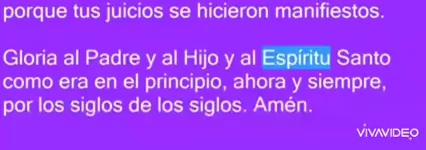 porque tus juicios se hicieron manifiestos.
Gloria al Padre y al Hijo y al Espíritu Santo
como era en el principio, ahora y siempre,
por los siglos de los siglos. Amén.
VIVAVIDEO